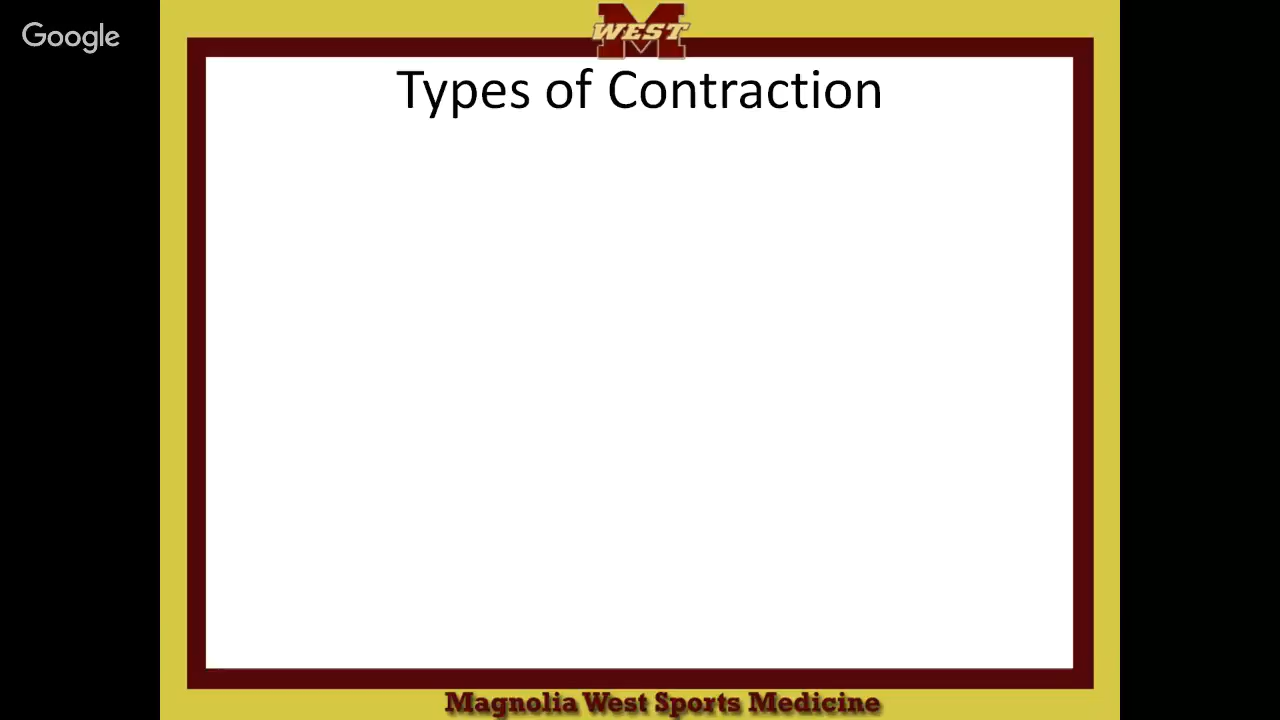 Google
M
WEST
Types of Contraction
Magnolia West Sports Medicine